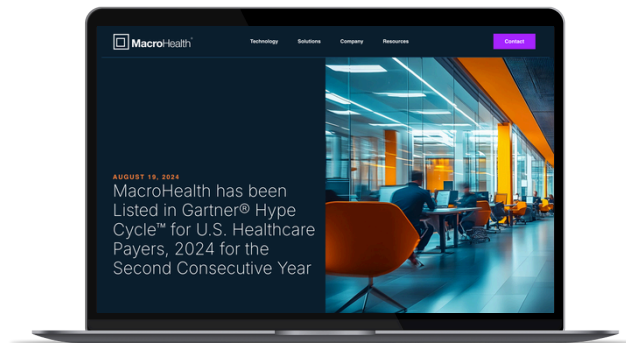 MacroHealth
Technology Solutions Company Resources Contact
AUGUST 19, 2024
MacroHealth has been
Listed in Gartner® Hype
Cycle™ for U.S. Healthcare
Payers, 2024 for the
Second Consecutive Year